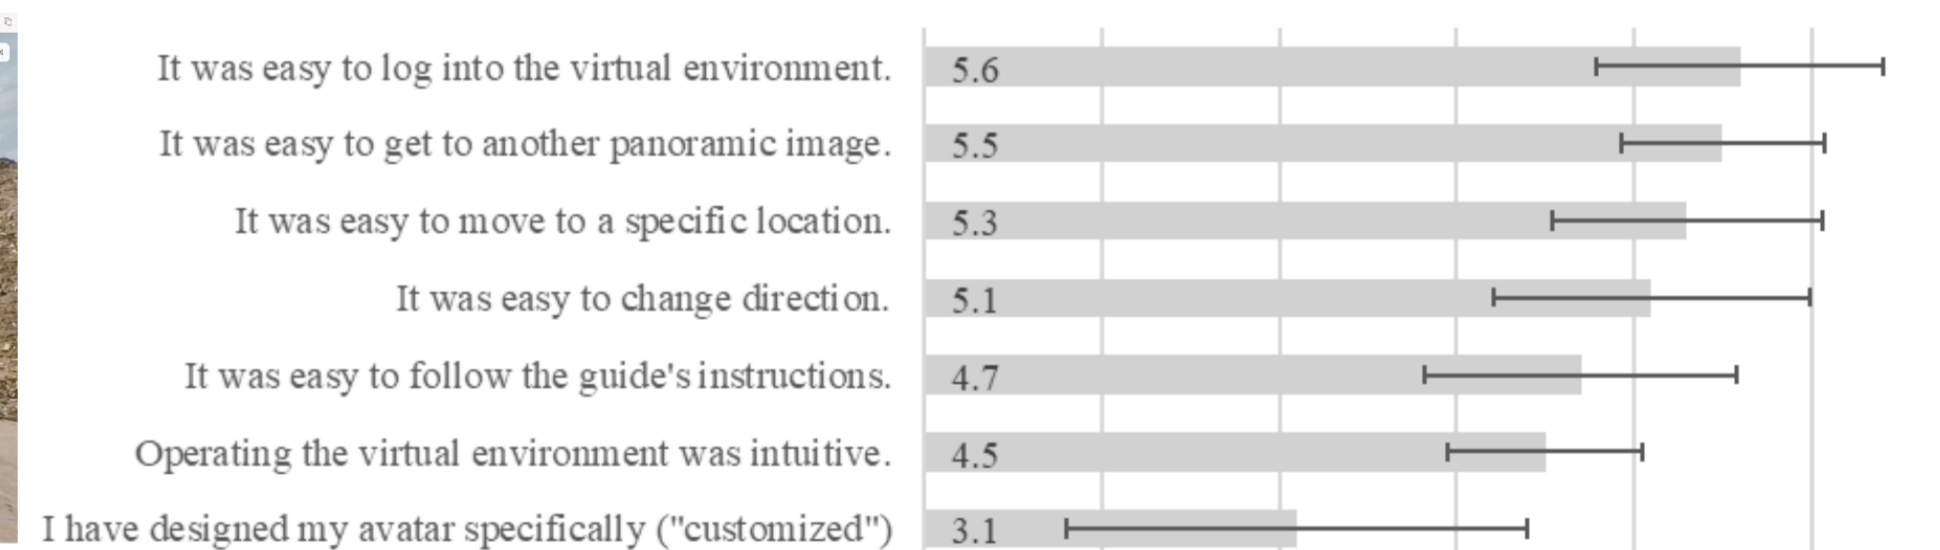 It was easy to log into the virtual environment. 5.6
It was easy to get to another panoramic image. 5.5
It was easy to move to a specific location. 5.3
It was easy to change direction. 5.1
It was easy to follow the guide's instructions. 4.7
Operating the virtual environment was intuitive. 4.5
I have designed my avatar specifically ("customized") 3.1